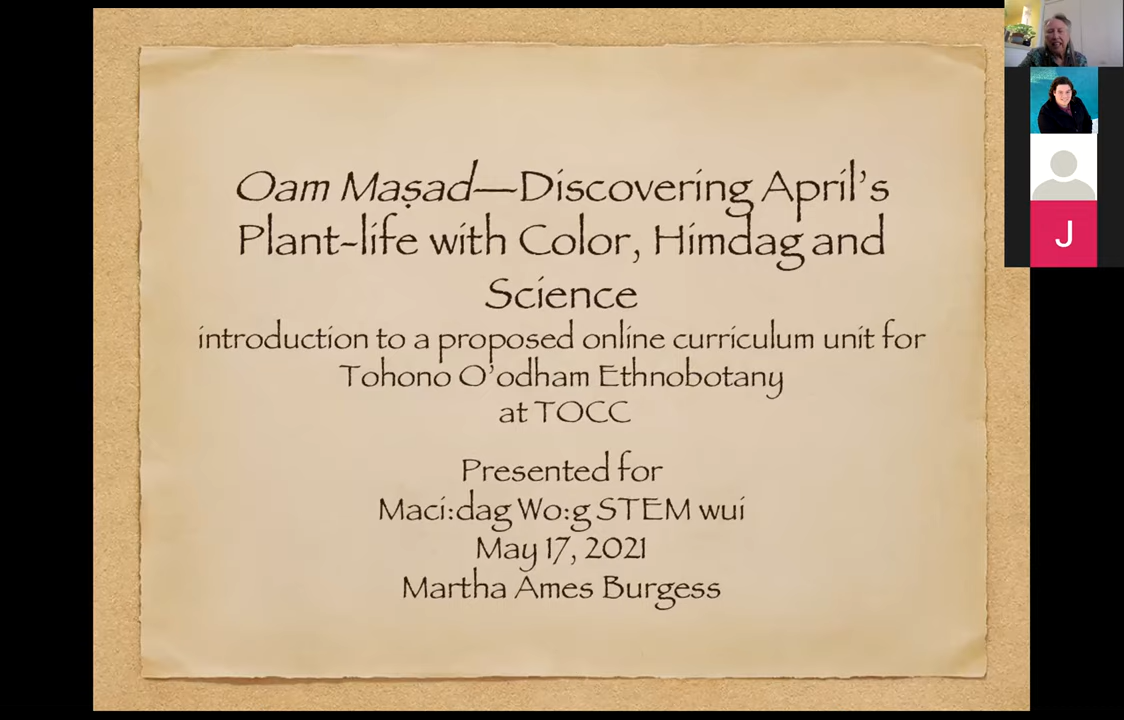 Oam Maṣad—Discovering April's
Plant-life with Color, Himdag and
Science
introduction to a proposed online curriculum unit for
Tohono O'odham Ethnobotany
at TOCC
Presented for
Maci:dag Wo:g STEM wui
May 17, 2021
Martha Ames Burgess
J